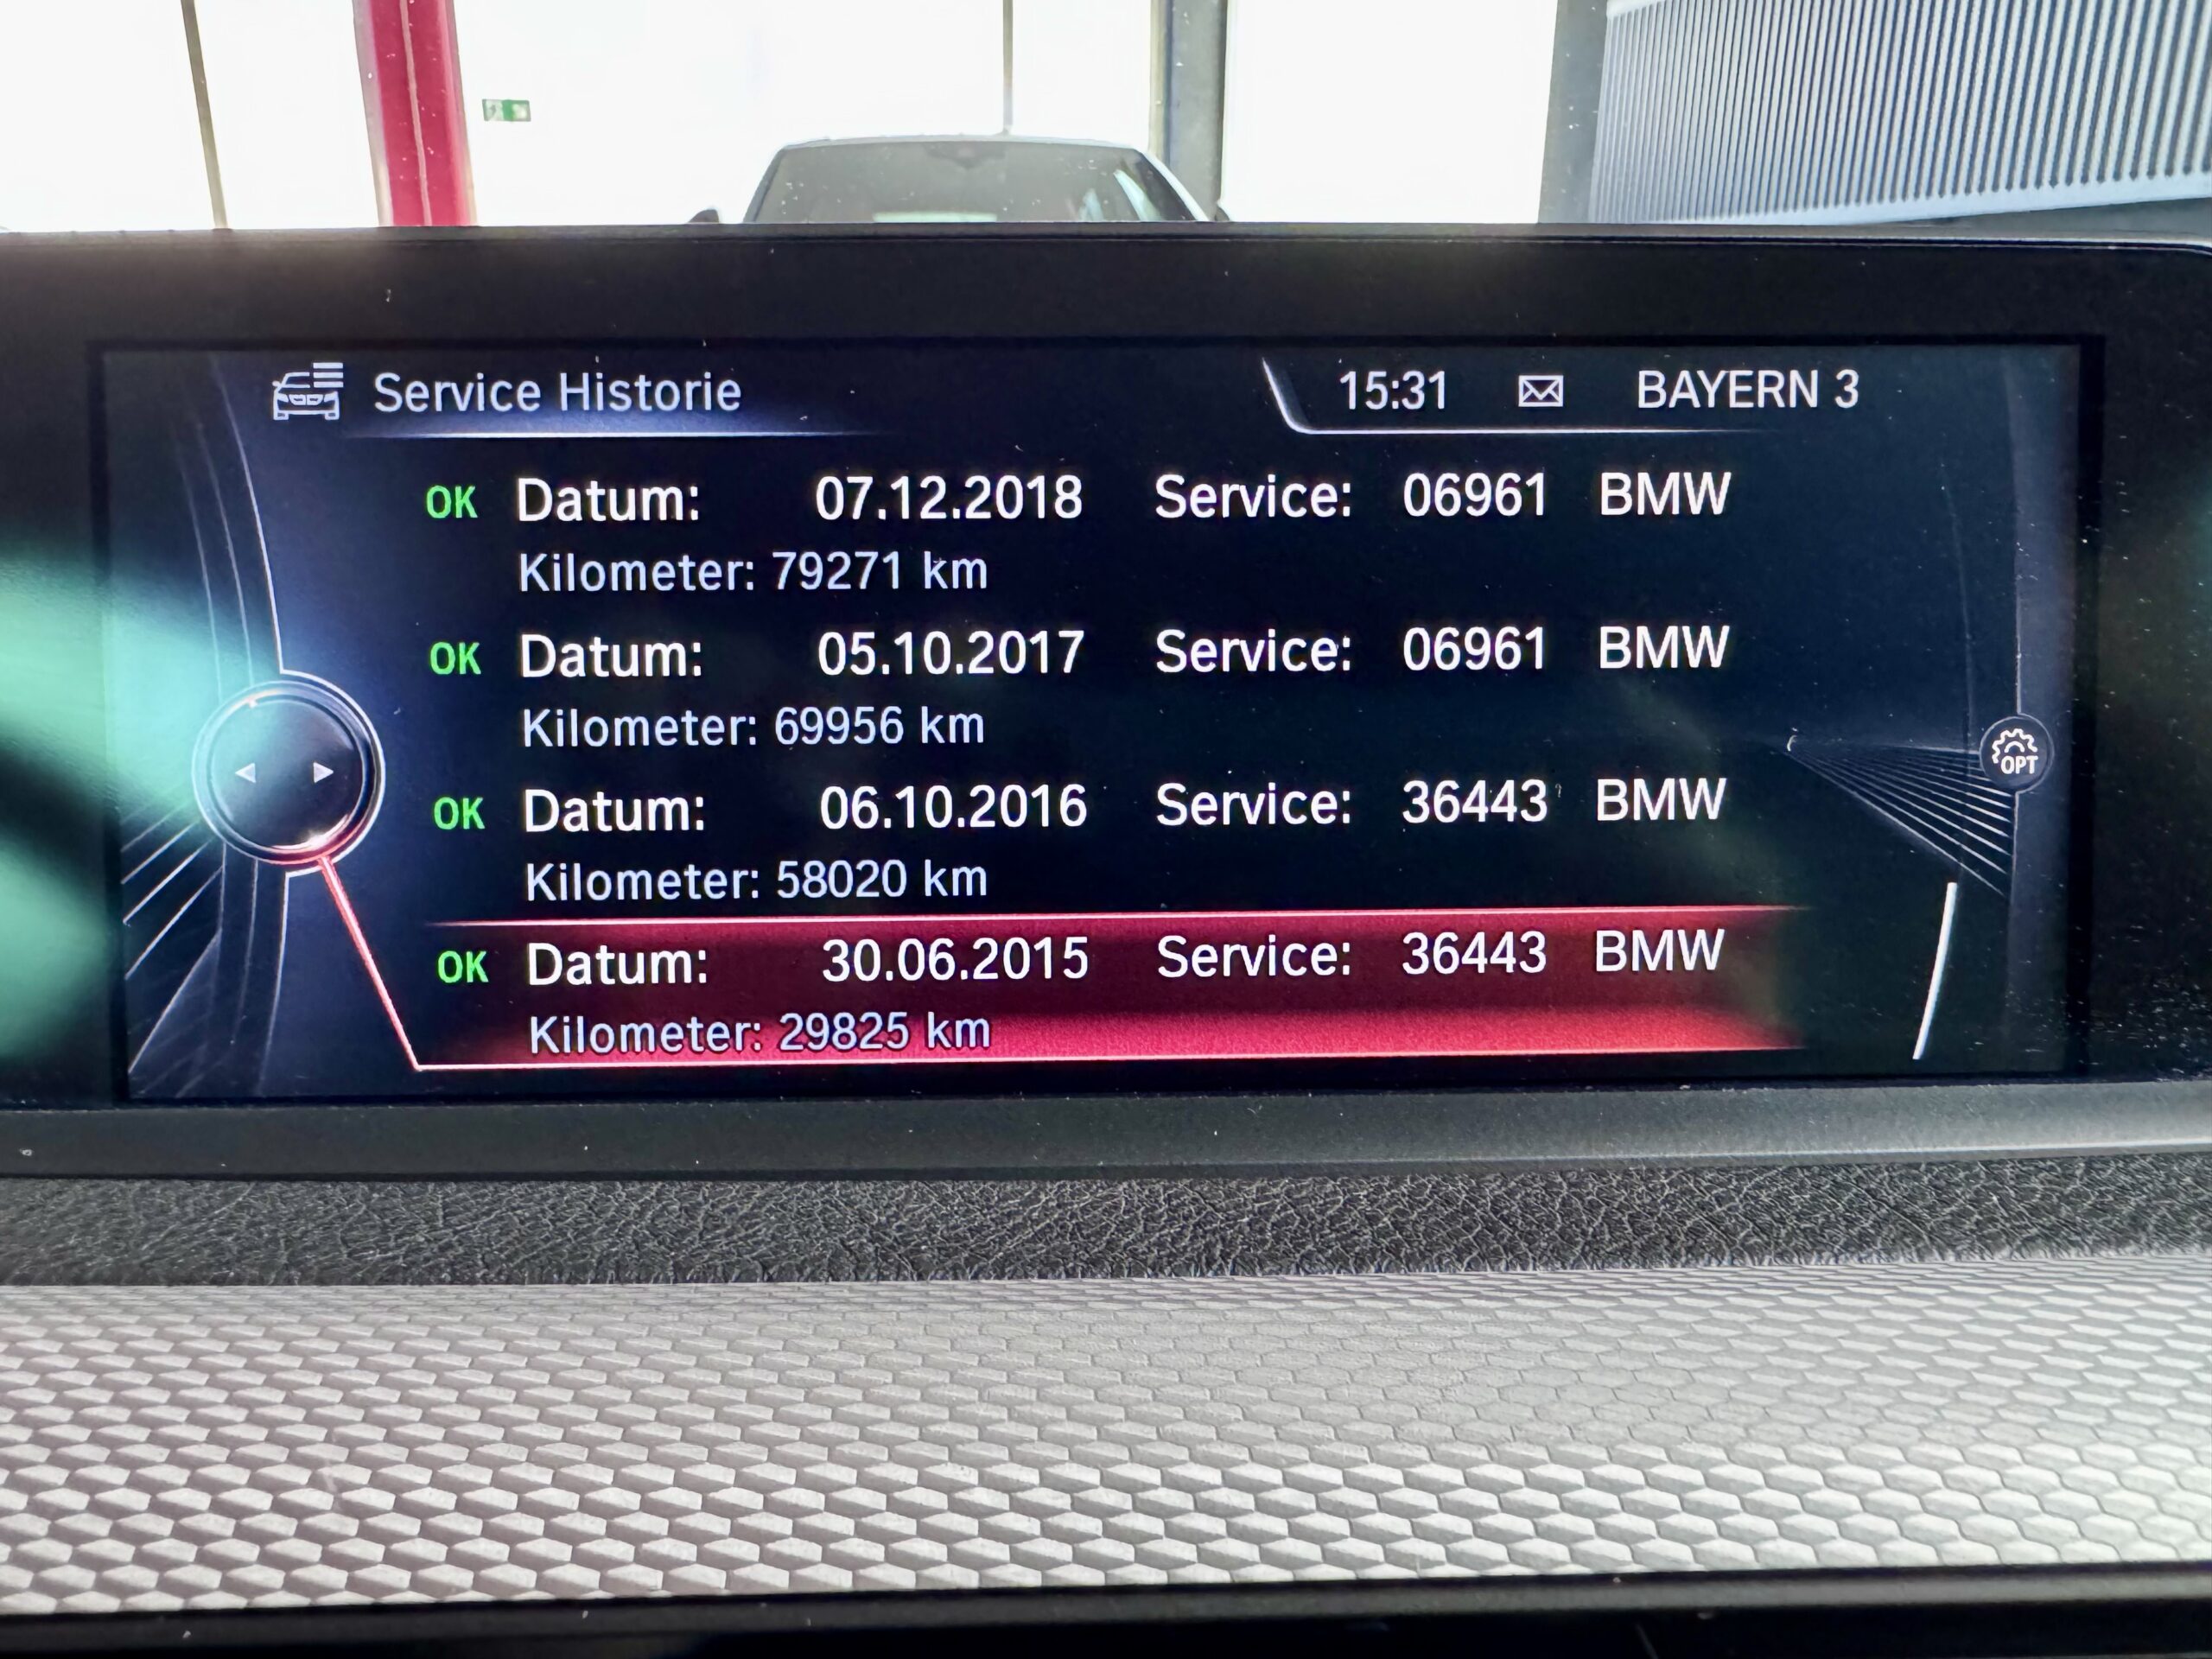 Service Historie
15:31 BAYERN 3
OK Datum: 07.12.2018 Service: 06961 BMW
Kilometer: 79271 km
OK Datum: 05.10.2017 Service: 06961 BMW
Kilometer: 69956 km
OK Datum: 06.10.2016 Service: 36443 BMW
Kilometer: 58020 km
OK Datum: 30.06.2015 Service: 36443 BMW
Kilometer: 29825 km
OPT